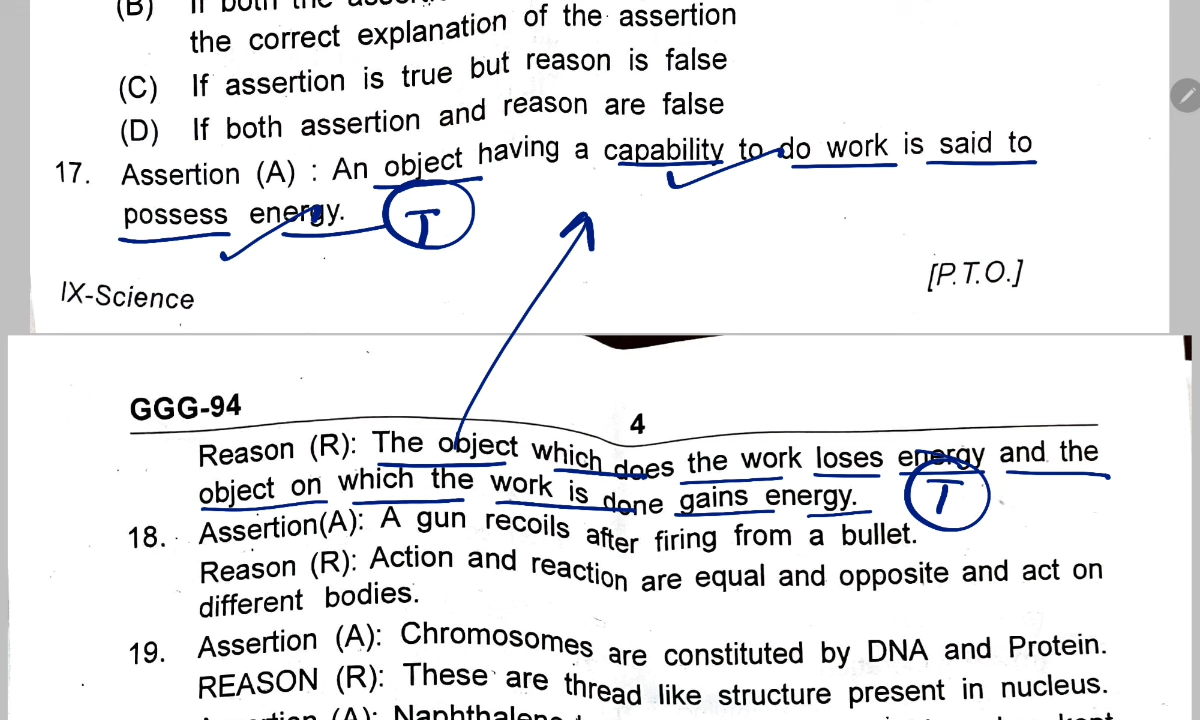 (B) If both the
the correct explanation of the assertion
(C) If assertion is true but reason is false
(D) If both assertion and reason are false
17. Assertion (A) : An object having a capability to do work is said to
possess energy. T
IX-Science
[P.T.O.]
GGG-94
4
Reason (R): The object which does the work loses energy and the
object on which the work is done gains energy. T
18. Assertion(A): A gun recoils after firing from a bullet.
Reason (R): Action and reaction are equal and opposite and act on
different bodies.
19. Assertion (A): Chromosomes are constituted by DNA and Protein.
REASON (R): These are thread like structure present in nucleus.
(A): Naphthalene